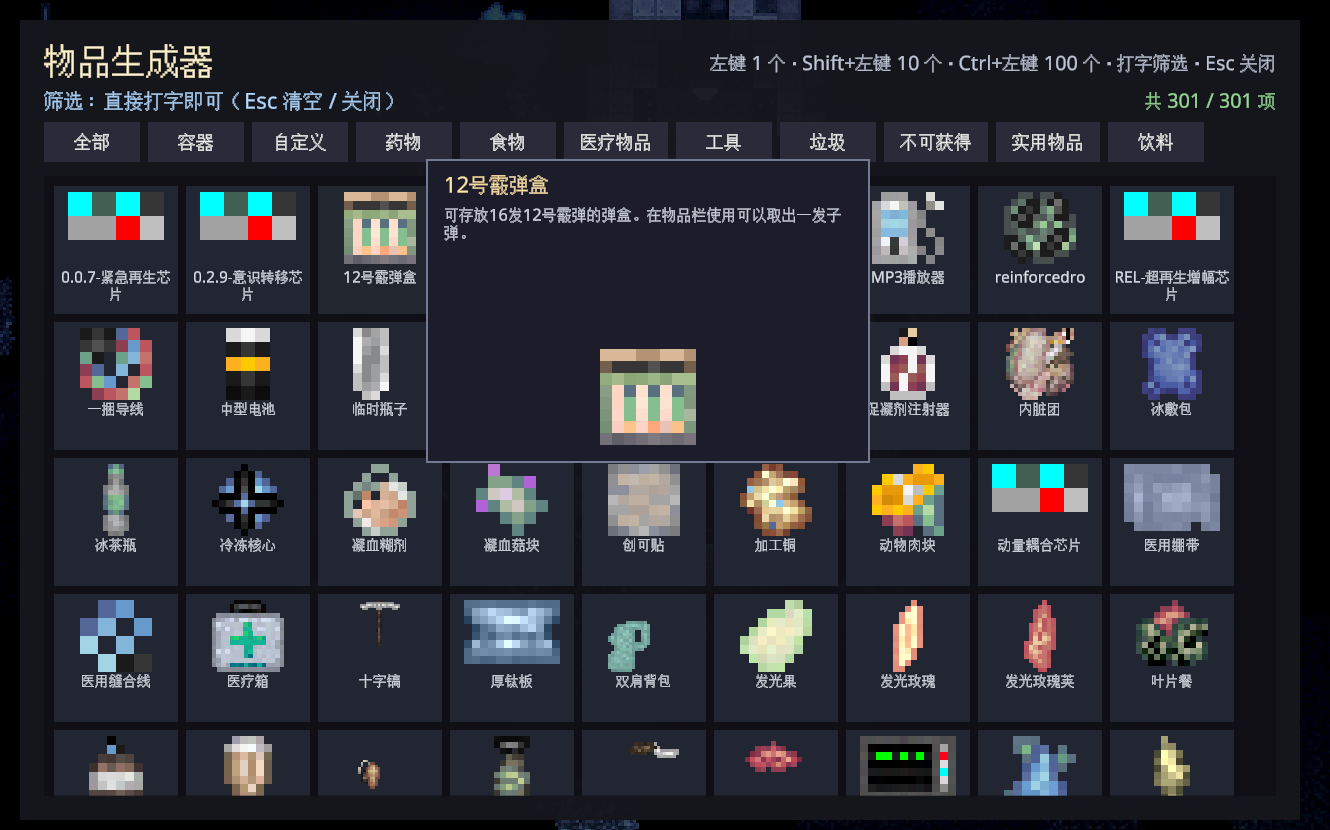 物品生成器
左键 1 个 · Shift+左键 10 个 · Ctrl+左键 100 个 · 打字筛选 · Esc 关闭
筛选：直接打字即可（Esc 清空 / 关闭）
共 301 / 301 项
全部
容器
自定义
药物
食物
医疗物品
工具
垃圾
不可获得
实用物品
饮料
12号霰弹盒
可存放16发12号霰弹的弹盒。在物品栏使用可以取出一发子
弹。
0.0.7-紧急再生芯
片
0.2.9-意识转移芯
片
12号霰弹盒
MP3播放器
reinforcedro
REL-超再生增幅芯
片
一捆导线
中型电池
临时瓶子
促凝剂注射器
内脏团
冰敷包
冰茶瓶
冷冻核心
凝血糊剂
凝血菇块
创可贴
加工铜
动物肉块
动量耦合芯片
医用绷带
医用缝合线
医疗箱
十字镐
厚钛板
双肩背包
发光果
发光玫瑰
发光玫瑰荚
叶片餐